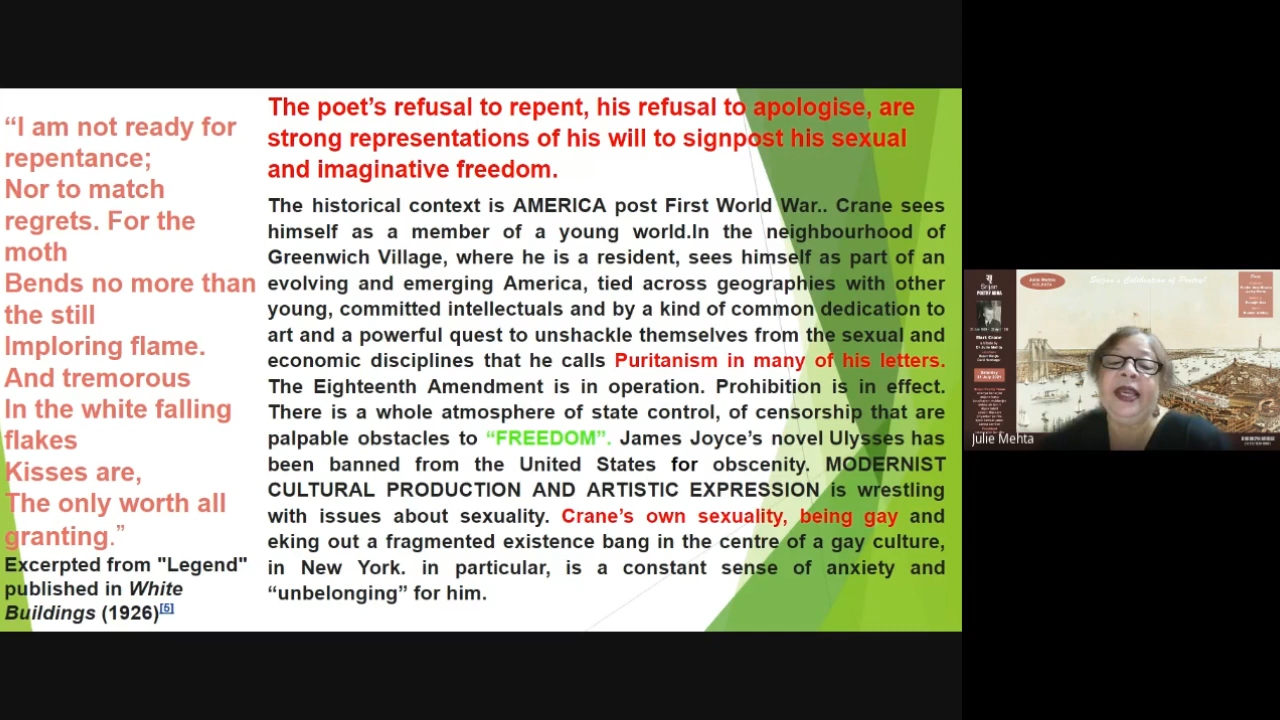 “I am not ready for
repentance;
Nor to match
regrets. For the
moth
Bends no more than
the still
Imploring flame.
And tremorous
In the white falling
flakes
Kisses are,
The only worth all
granting.”
Excerpted from "Legend"
published in White
Buildings (1926)[6]
The poet’s refusal to repent, his refusal to apologise, are
strong representations of his will to signpost his sexual
and imaginative freedom.
The historical context is AMERICA post First World War.. Crane sees
himself as a member of a young world.In the neighbourhood of
Greenwich Village, where he is a resident, sees himself as part of an
evolving and emerging America, tied across geographies with other
young, committed intellectuals and by a kind of common dedication to
art and a powerful quest to unshackle themselves from the sexual and
economic disciplines that he calls Puritanism in many of his letters.
The Eighteenth Amendment is in operation. Prohibition is in effect.
There is a whole atmosphere of state control, of censorship that are
palpable obstacles to “FREEDOM”. James Joyce’s novel Ulysses has
been banned from the United States for obscenity. MODERNIST
CULTURAL PRODUCTION AND ARTISTIC EXPRESSION is wrestling
with issues about sexuality. Crane’s own sexuality, being gay and
eking out a fragmented existence bang in the centre of a gay culture,
in New York. in particular, is a constant sense of anxiety and
“unbelonging” for him.
Srijan
POETRY
Julie Mehta
Srijan's Celebration of Poetry!
Hart Crane
Julie Mehta